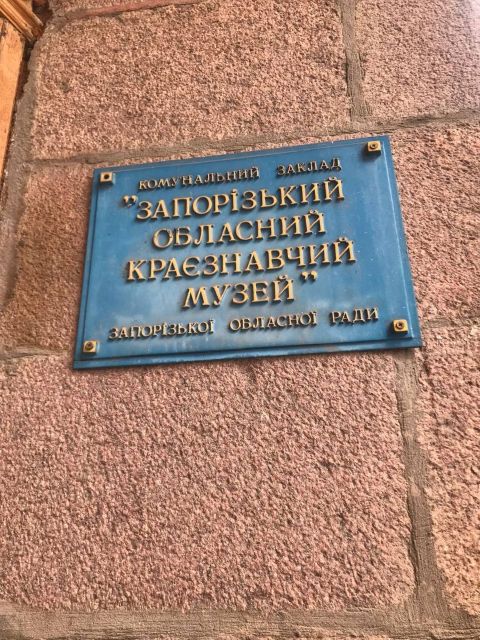 КОМУНАЛЬНИЙ ЗАКЛАД
"ЗАПОРІЗЬКИЙ
ОБЛАСНИЙ
КРАЄЗНАВЧИЙ
МУЗЕЙ"
ЗАПОРІЗЬКОЇ ОБЛАСНОЇ РАДИ